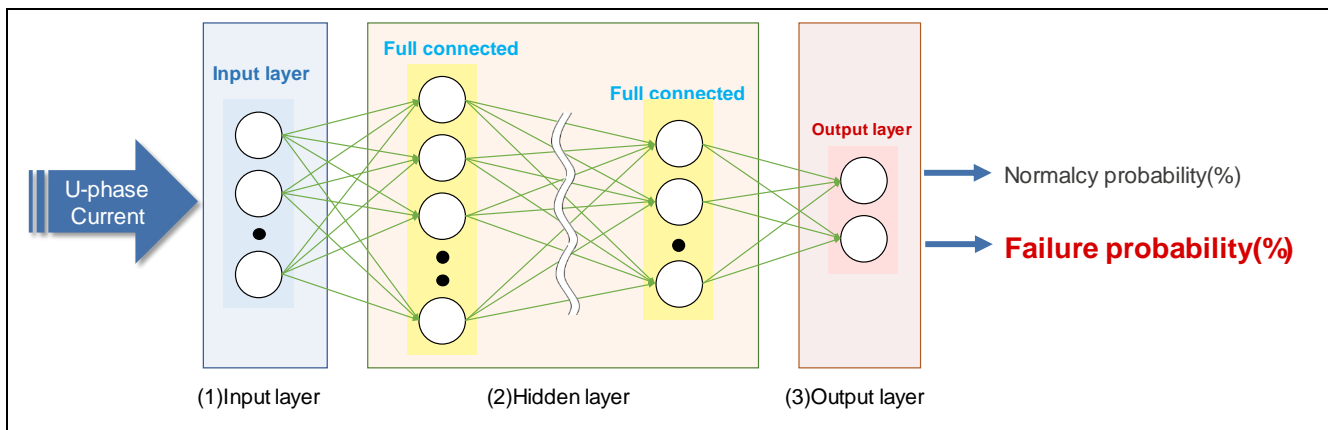 Full connected
Input layer
Full connected
Output layer
U-phase
Current
Normalcy probability(%)
Failure probability(%)
(1)Input layer
(2)Hidden layer
(3)Output layer